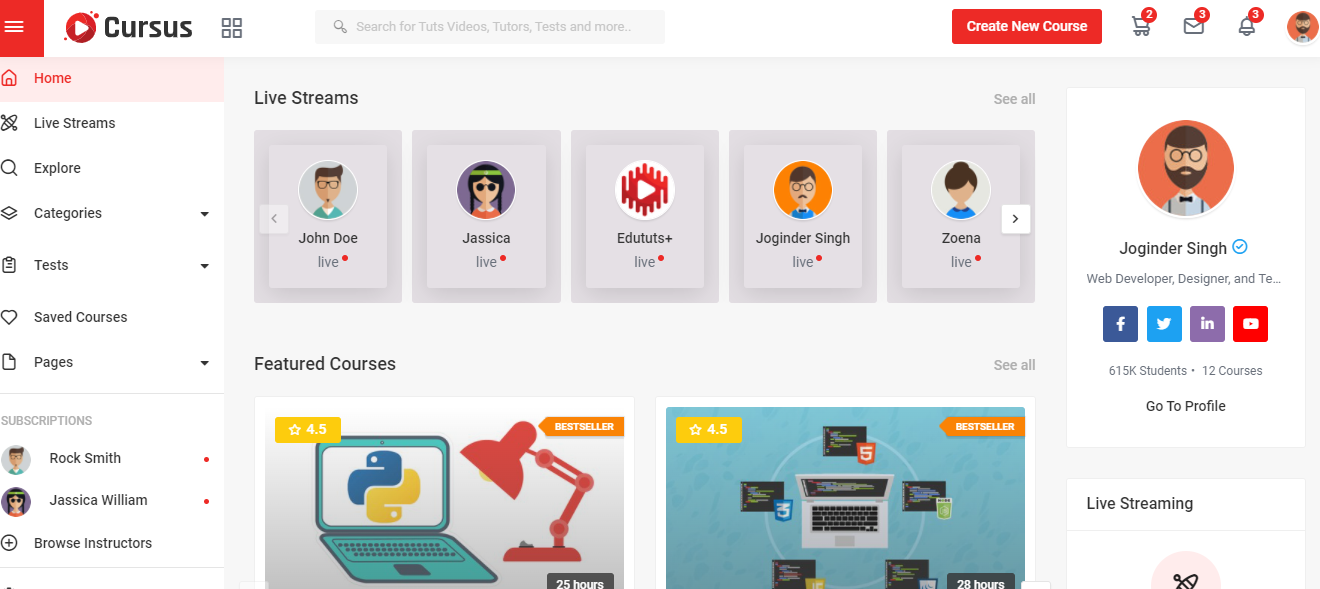 Cursus
Search for Tuts Videos, Tutors, Tests and more..
Create New Course
2
3
3
Home
Live Streams
Explore
Categories
Tests
Saved Courses
Pages
SUBSCRIPTIONS
Rock Smith
Jassica William
Browse Instructors
Live Streams
See all
John Doe
live
Jassica
live
Edututs+
live
Joginder Singh
live
Zoena
live
Featured Courses
See all
4.5
BESTSELLER
25 hours
4.5
BESTSELLER
5
3
28 hours
Joginder Singh
Web Developer, Designer, and Te...
f
in
615K Students • 12 Courses
Go To Profile
Live Streaming